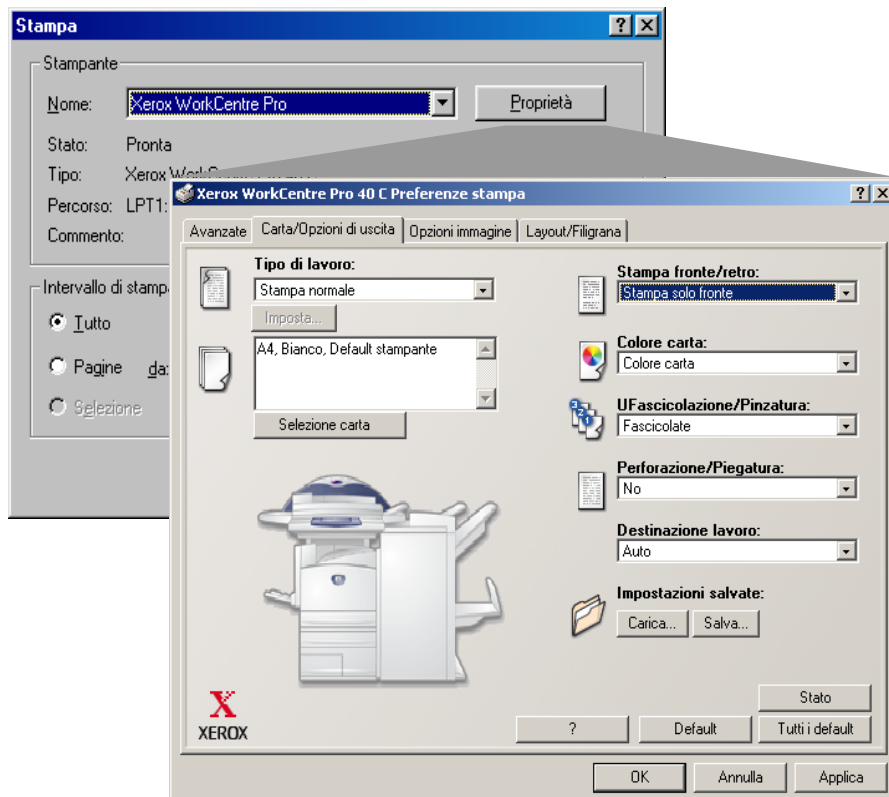 Stampa
Stampante
Nome: Xerox WorkCentre Pro Proprietà
Stato: Pronta
Tipo: Xerox
Percorso: LPT1:
Commento:
Intervallo di
Tutto
Pagine da:
Selezione
Xerox WorkCentre Pro 40 C Preferenze stampa
Avanzate Carta/Opzioni di uscita Opzioni immagine Layout/Filigrana
Tipo di lavoro:
Stampa normale
Imposta...
A4, Bianco, Default stampante
Selezione carta
Stampa fronte/retro:
Stampa solo fronte
Colore carta:
Colore carta
UFascicolazione/Pinzatura:
Fascicolate
Perforazione/Piegatura:
No
Destinazione lavoro:
Auto
Impostazioni salvate:
Carica... Salva...
X
XEROX
Stato
? Default Tutti i default
OK Annulla Applica